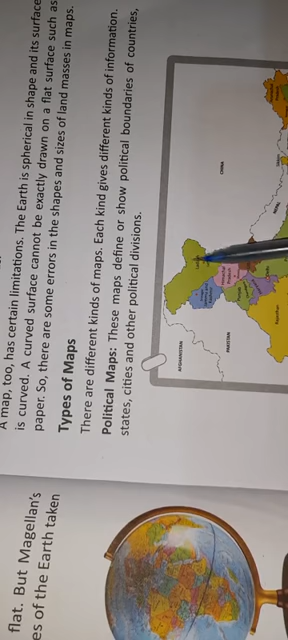 A map, too, has certain limitations. The Earth is spherical in shape and its surface
is curved. A curved surface cannot be exactly drawn on a flat surface such as
paper. So, there are some errors in the shapes and sizes of land masses in maps.
Types of Maps
There are different kinds of maps. Each kind gives different kinds of information.
Political Maps: These maps define or show political boundaries of countries,
states, cities and other political divisions.
CHINA
AFGHANISTAN
PAKISTAN
NEPAL
Rajasthan
flat. But Magellan's
es of the Earth taken